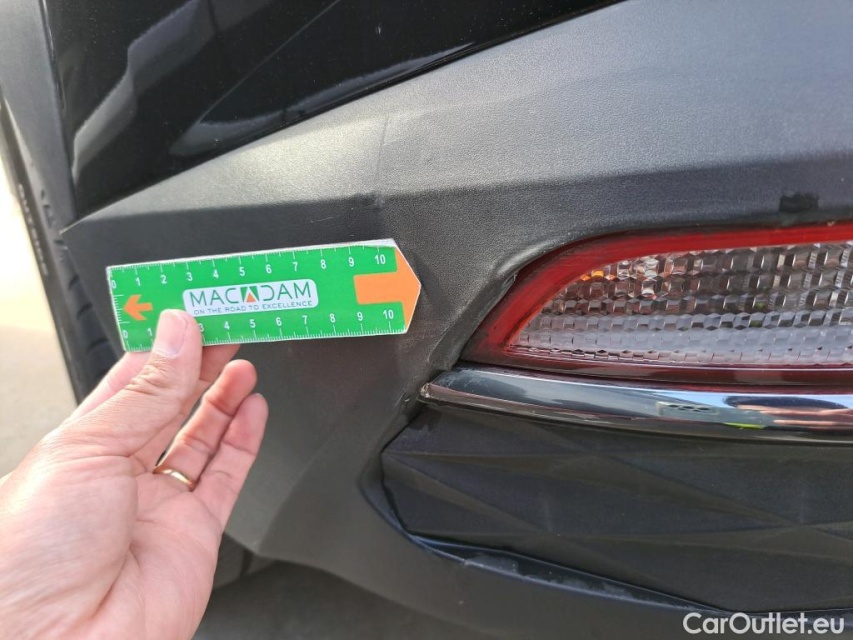 0 1 2 3 4 5 6 7 8 9 10
MACADAM
ON THE ROAD TO EXCELLENCE
1 3 4 5 6 7 8 9 10
CarOutlet.eu